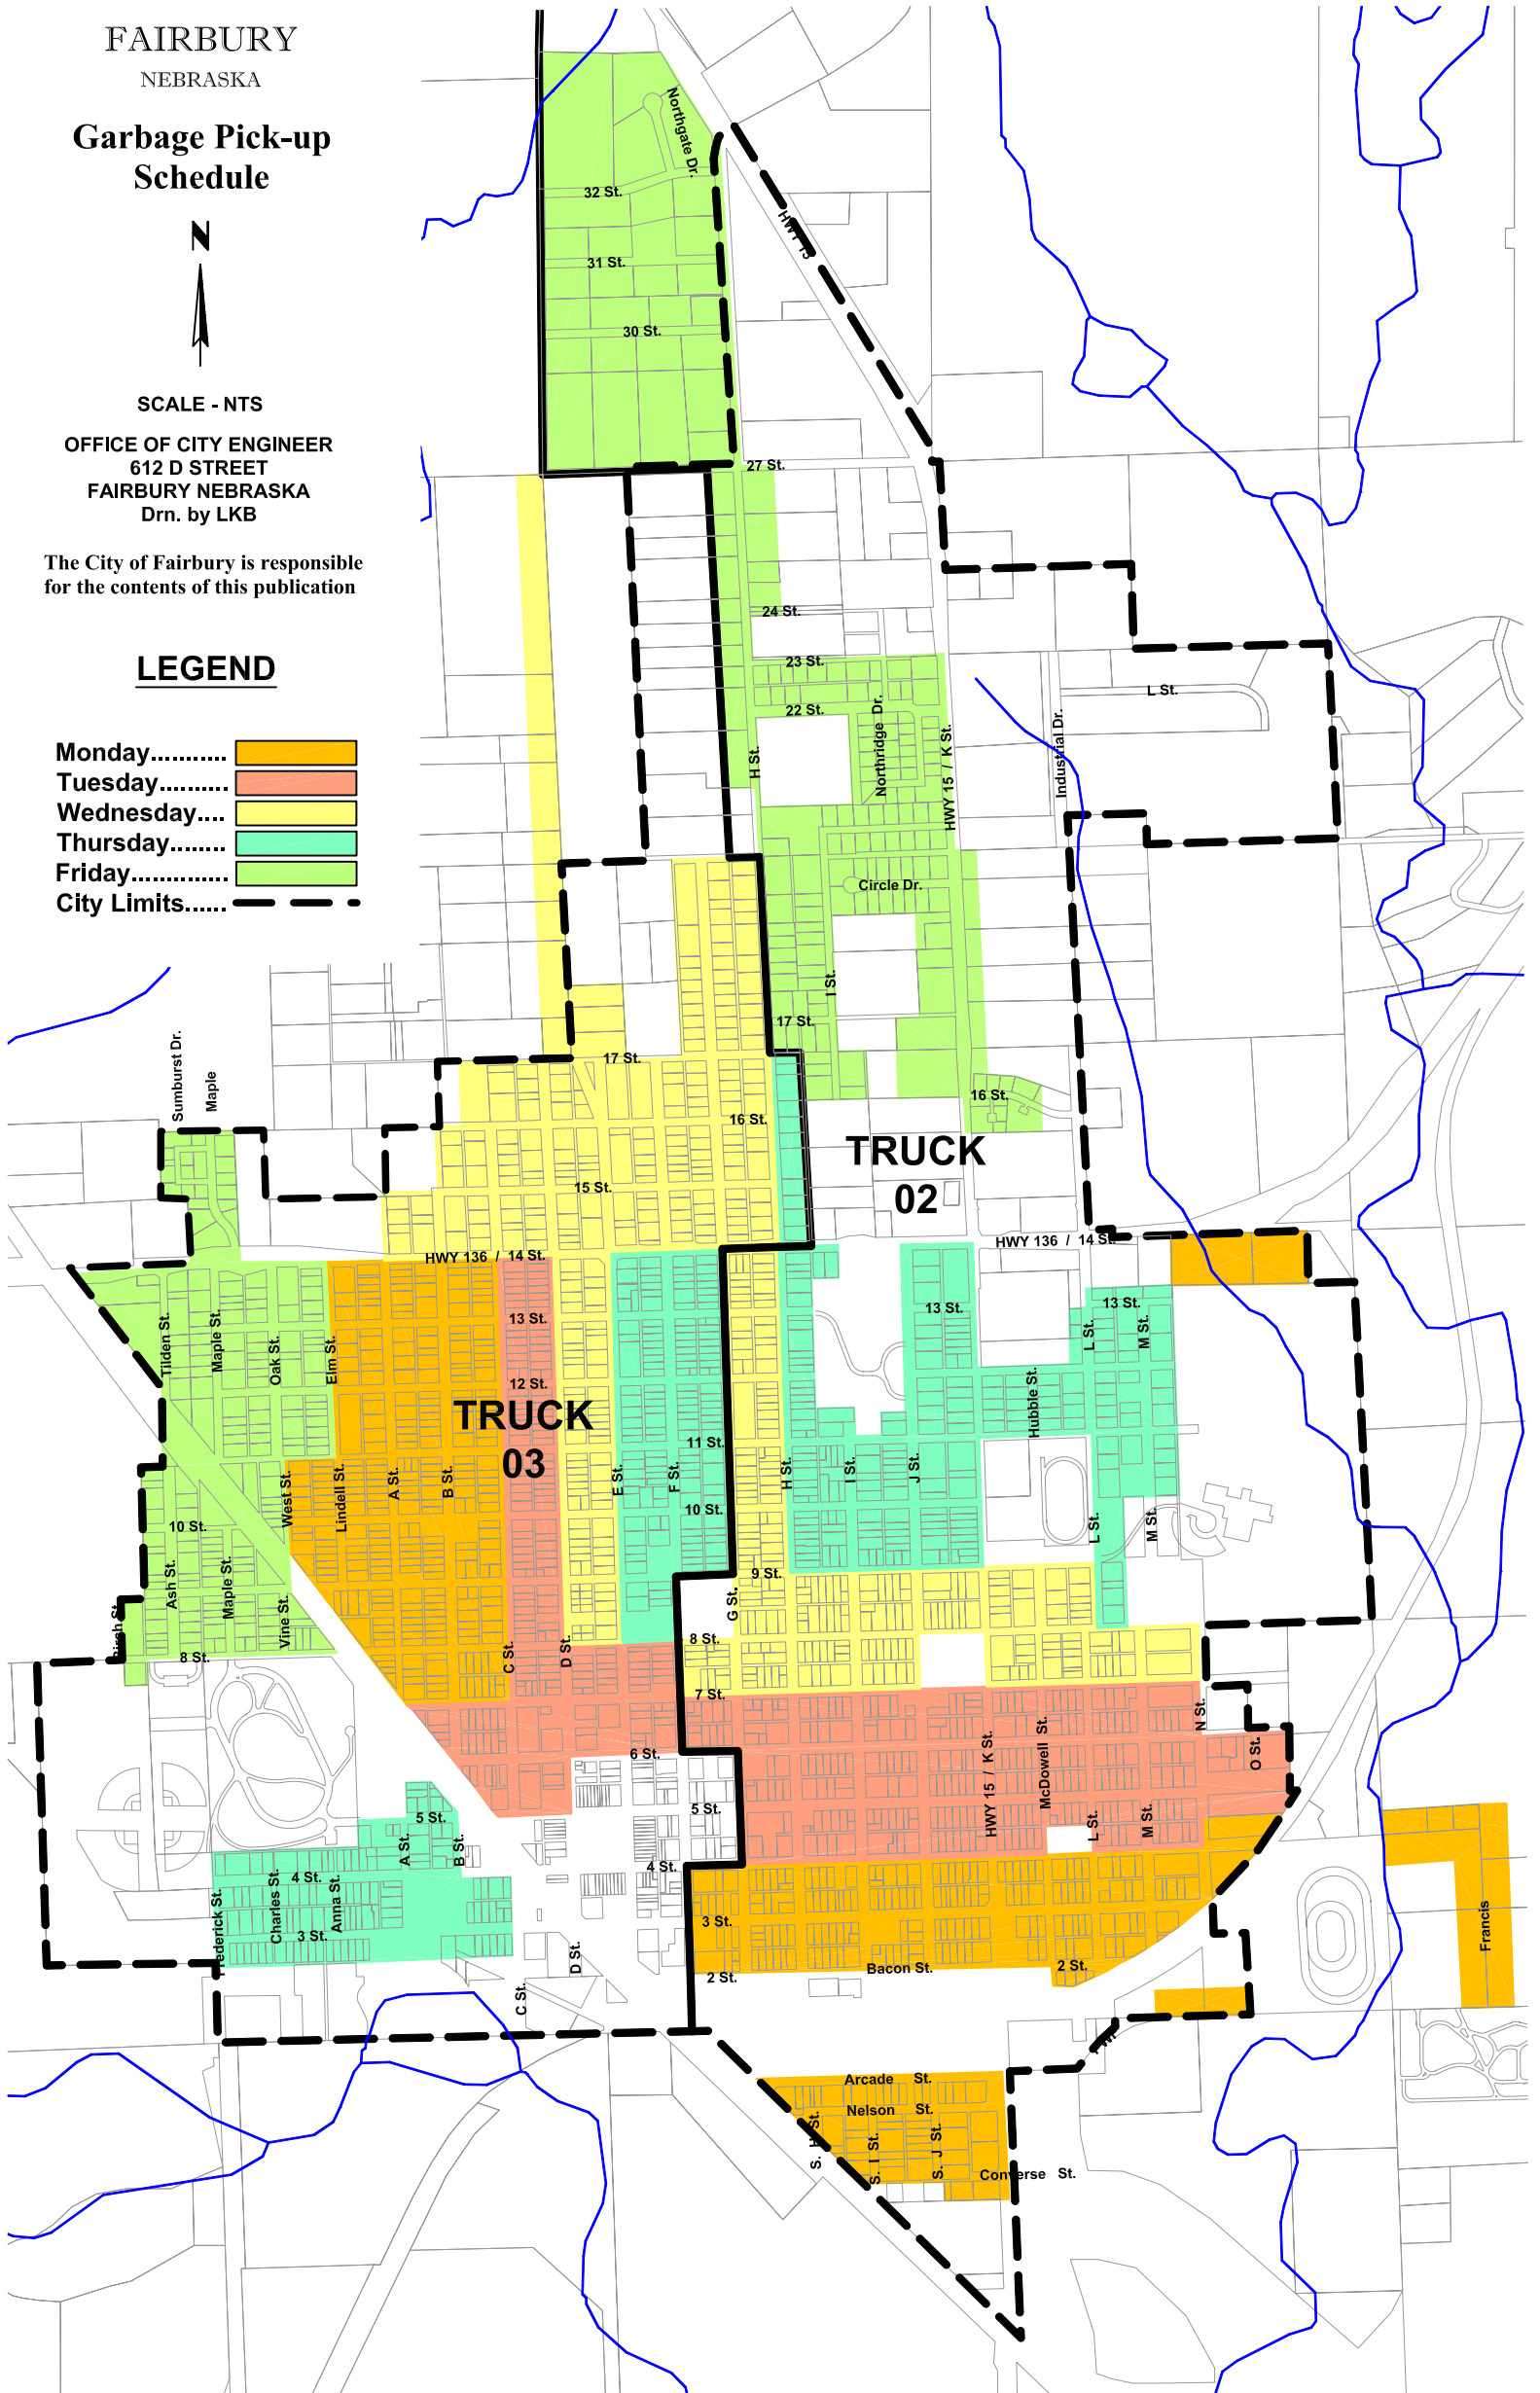 FAIRBURY
NEBRASKA
Garbage Pick-up
Schedule
N
SCALE - NTS
OFFICE OF CITY ENGINEER
612 D STREET
FAIRBURY NEBRASKA
Drn. by LKB
The City of Fairbury is responsible
for the contents of this publication
LEGEND
Monday...........
Tuesday..........
Wednesday....
Thursday........
Friday..............
City Limits......
Northgate Dr.
32 St.
HWY 15
31 St.
30 St.
27 St.
24 St.
23 St.
L St.
22 St.
Northridge Dr.
H St.
HWY 15 / K St.
Industrial Dr.
Circle Dr.
I St.
17 St.
17 St.
Sumburst Dr.
Maple
16 St.
16 St.
TRUCK
02
15 St.
HWY 136 / 14 St.
HWY 136 / 14 St.
13 St.
13 St.
13 St.
Tilden St.
Maple St.
Oak St.
Elm St.
L St.
M St.
12 St.
Hubble St.
TRUCK
03
11 St.
West St.
Lindell St.
A St.
B St.
E St.
F St.
H St.
I St.
J St.
10 St.
10 St.
L St.
M St.
9 St.
Ash St.
Maple St.
Vine St.
Birch St.
G St.
8 St.
8 St.
C St.
D St.
7 St.
N St.
6 St.
HWY 15 / K St.
McDowell St.
O St.
5 St.
5 St.
L St.
M St.
A St.
B St.
4 St.
4 St.
Charles St.
Anna St.
Frederick St.
3 St.
3 St.
Francis
D St.
C St.
2 St.
Bacon St.
2 St.
Arcade St.
Nelson St.
S. H St.
S. I St.
S. J St.
Converse St.